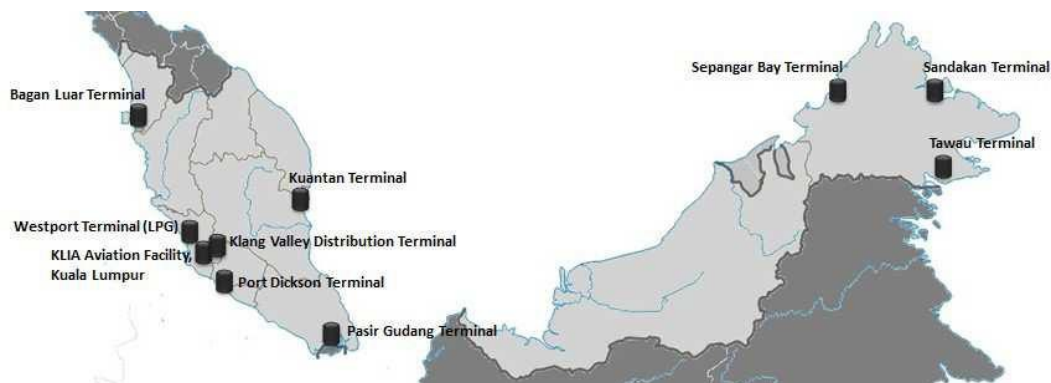 Bagan Luar Terminal
Kuantan Terminal
Westport Terminal (LPG)
Klang Valley Distribution Terminal
KLIA Aviation Facility,
Kuala Lumpur
Port Dickson Terminal
Pasir Gudang Terminal
Sepangar Bay Terminal
Sandakan Terminal
Tawau Terminal